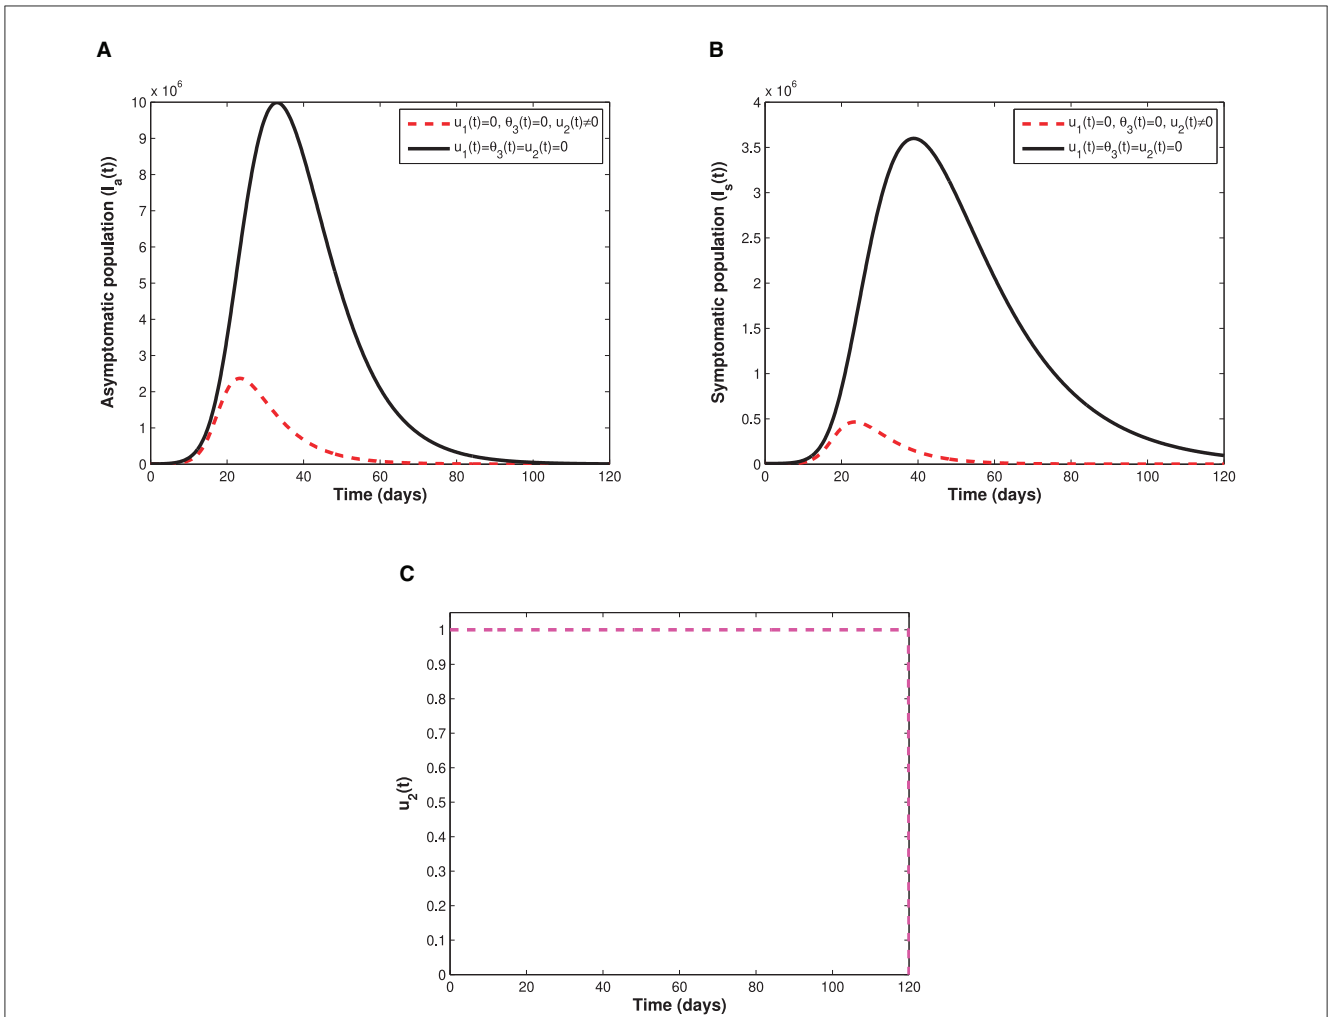 A
x 10^6
10
9
8
7
6
5
4
3
2
1
0
0 20 40 60 80 100 120
Time (days)
Asymptomatic population (I_a(t))
u_1(t)=0, θ_3(t)=0, u_2(t)≠0
u_1(t)=θ_3(t)=u_2(t)=0
B
x 10^6
4
3.5
3
2.5
2
1.5
1
0.5
0
0 20 40 60 80 100 120
Time (days)
Symptomatic population (I_s(t))
u_1(t)=0, θ_3(t)=0, u_2(t)≠0
u_1(t)=θ_3(t)=u_2(t)=0
C
1
0.9
0.8
0.7
0.6
0.5
0.4
0.3
0.2
0.1
0
0 20 40 60 80 100 120
Time (days)
u_2(t)